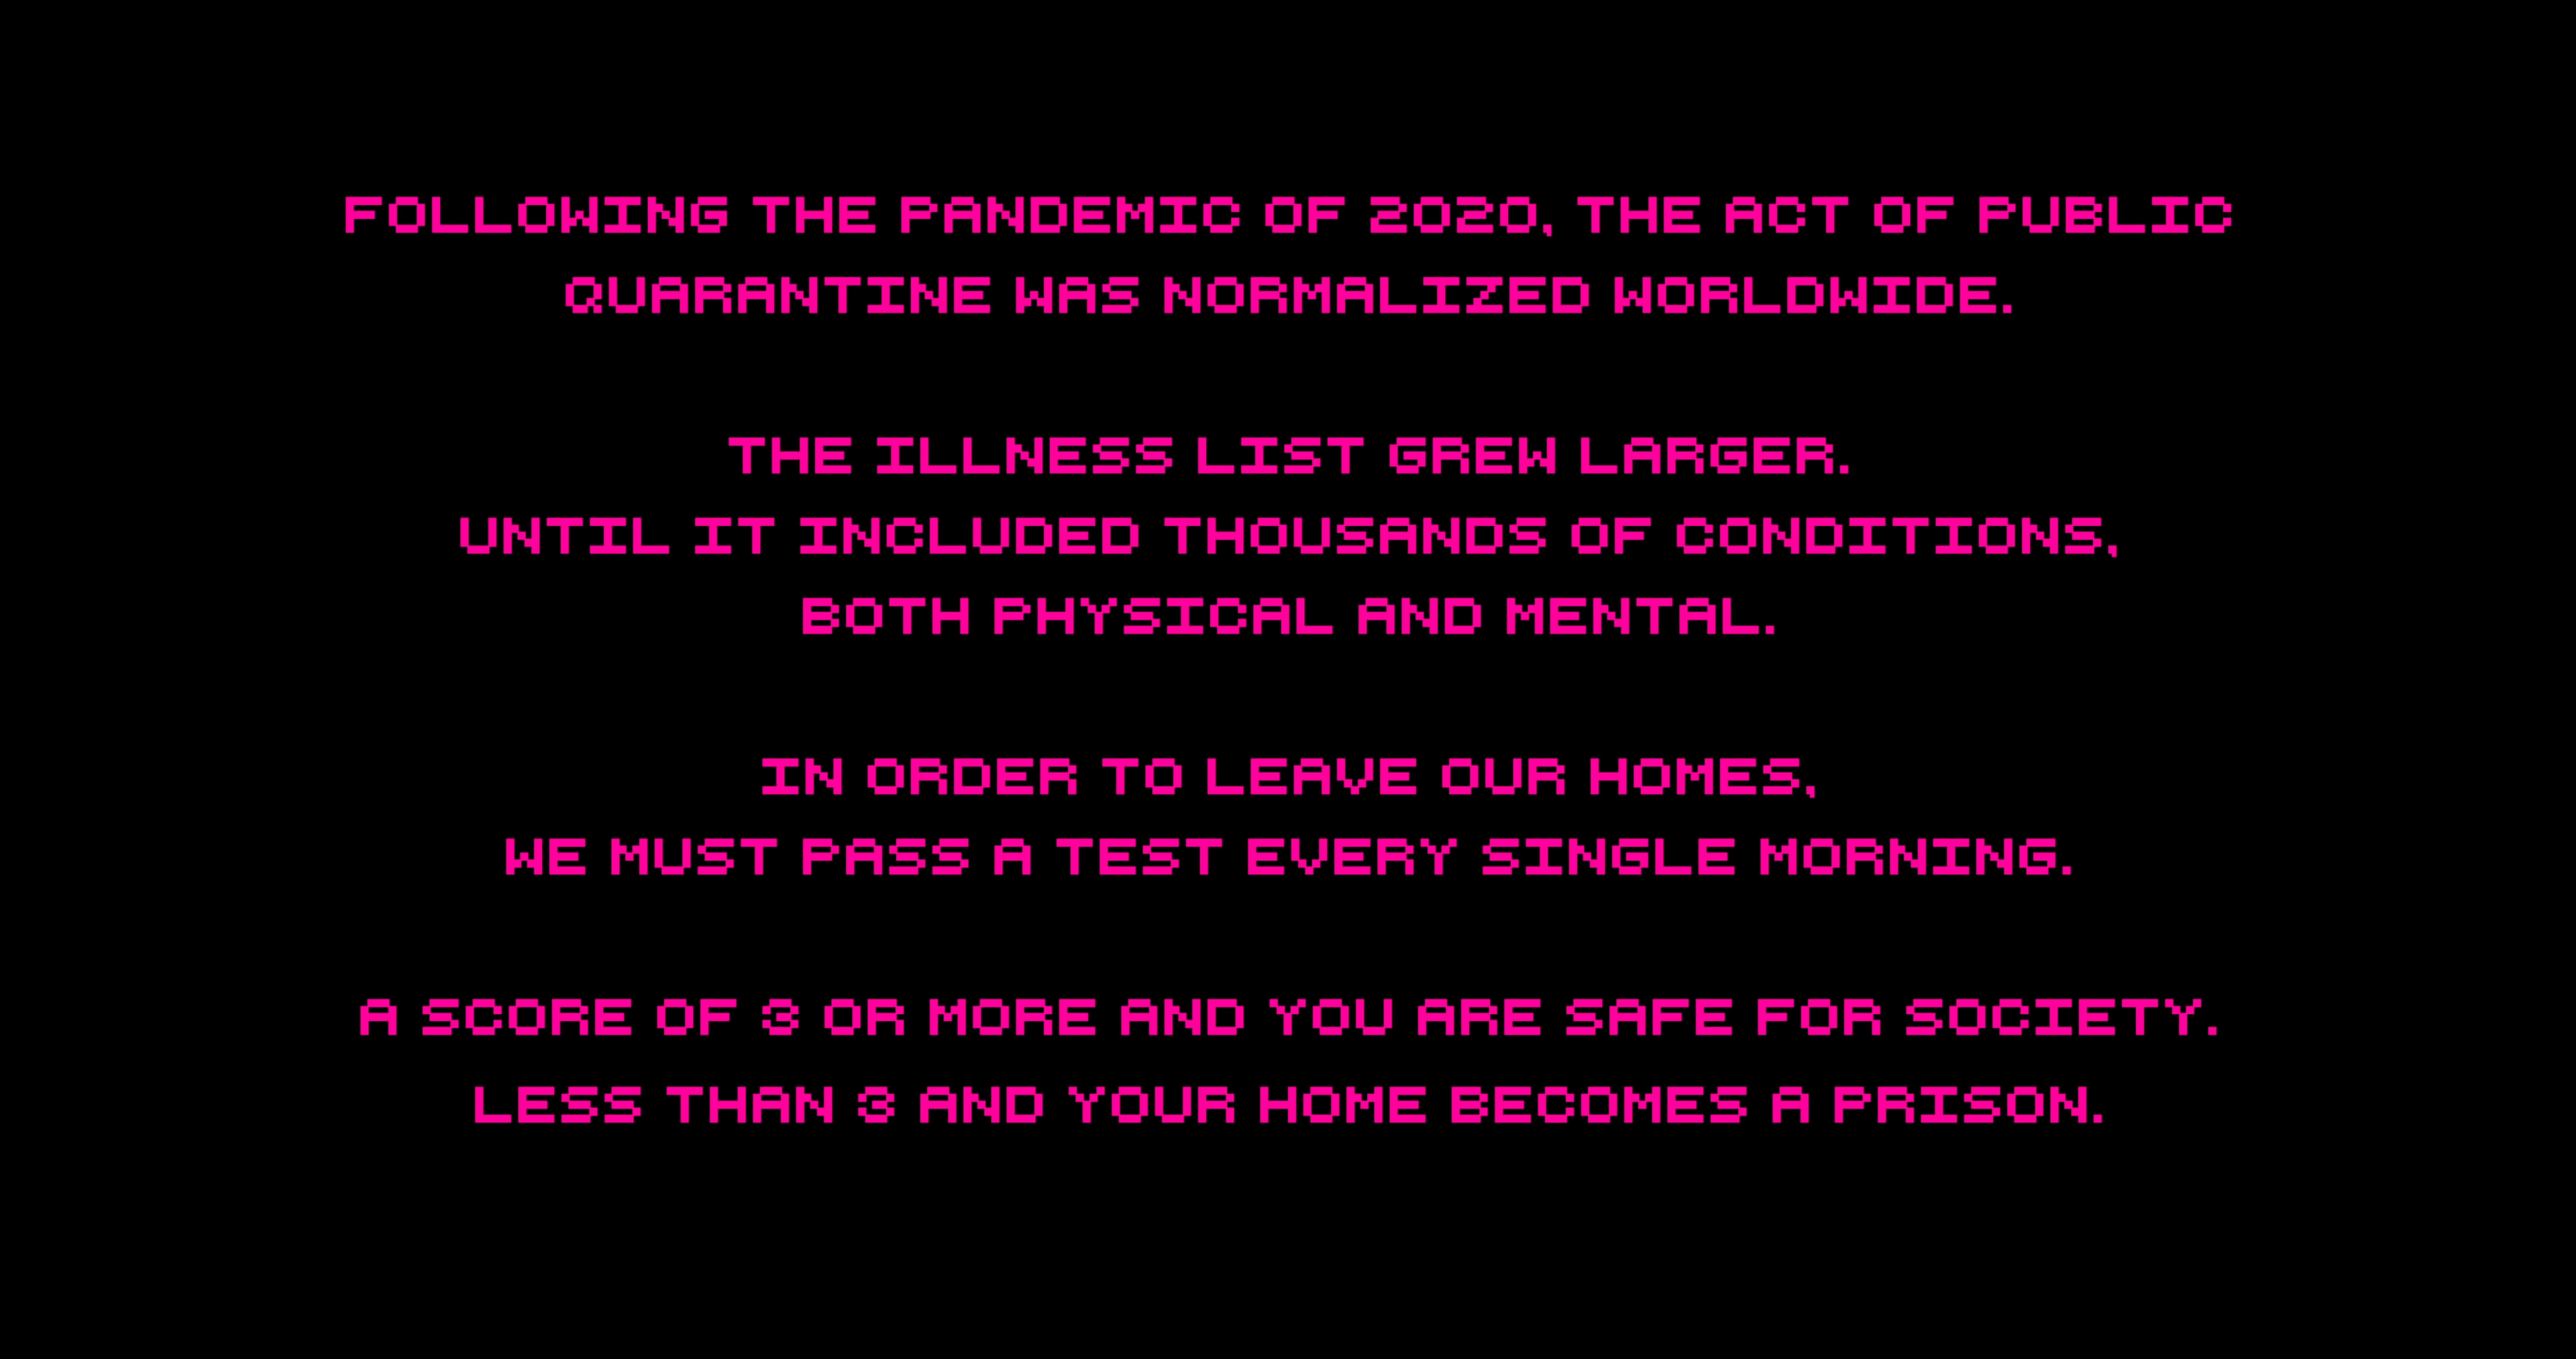 FOLLOWING THE PANDEMIC OF 2020, THE ACT OF PUBLIC
QUARANTINE WAS NORMALIZED WORLDWIDE.
THE ILLNESS LIST GREW LARGER.
UNTIL IT INCLUDED THOUSANDS OF CONDITIONS,
BOTH PHYSICAL AND MENTAL.
IN ORDER TO LEAVE OUR HOMES,
WE MUST PASS A TEST EVERY SINGLE MORNING.
A SCORE OF 3 OR MORE AND YOU ARE SAFE FOR SOCIETY.
LESS THAN 3 AND YOUR HOME BECOMES A PRISON.